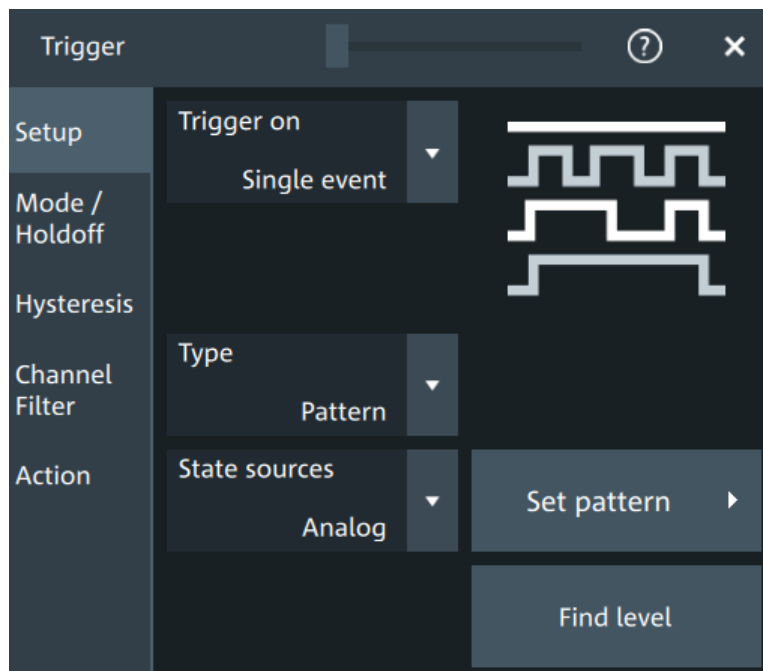 Trigger
?
Setup
Mode /
Holdoff
Hysteresis
Channel
Filter
Action
Trigger on
Single event
Type
Pattern
State sources
Analog
Set pattern
Find level